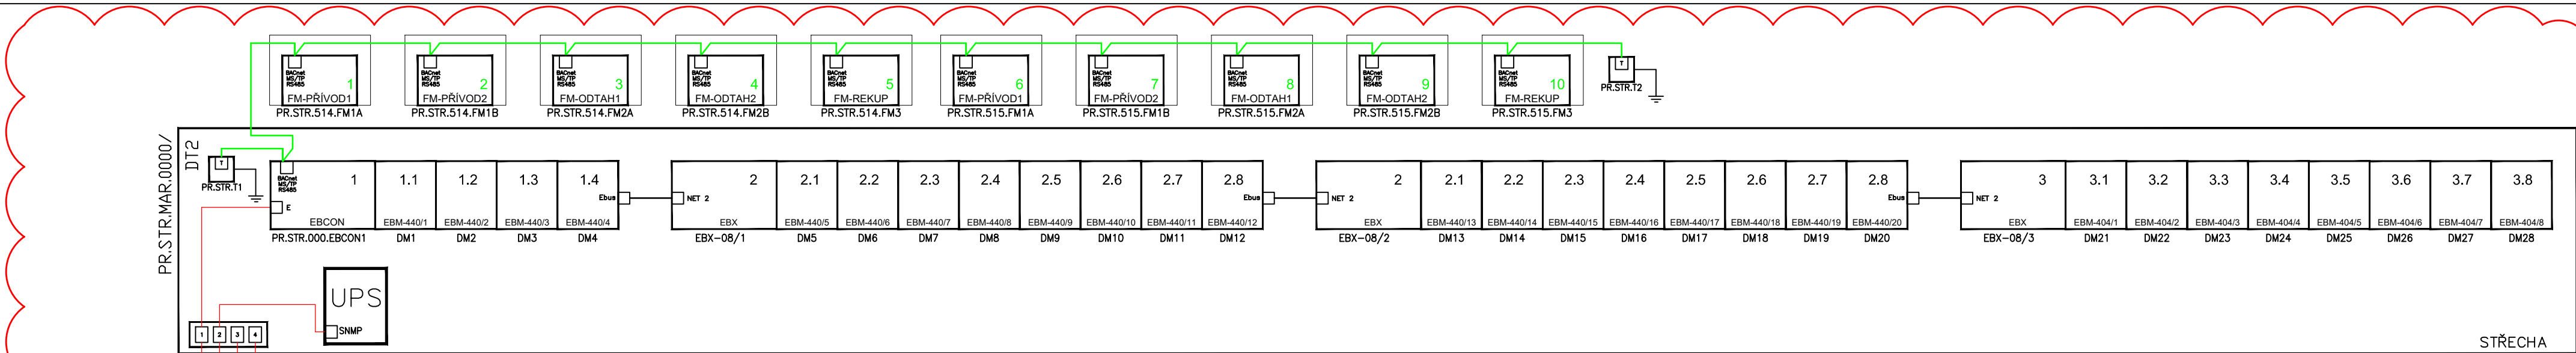 BACnet MS/TP RS485 1 FM-PŘÍVOD1 PR.STR.514.FM1A
BACnet MS/TP RS485 2 FM-PŘÍVOD2 PR.STR.514.FM1B
BACnet MS/TP RS485 3 FM-ODTAH1 PR.STR.514.FM2A
BACnet MS/TP RS485 4 FM-ODTAH2 PR.STR.514.FM2B
BACnet MS/TP RS485 5 FM-REKUP PR.STR.514.FM3
BACnet MS/TP RS485 6 FM-PŘÍVOD1 PR.STR.515.FM1A
BACnet MS/TP RS485 7 FM-PŘÍVOD2 PR.STR.515.FM1B
BACnet MS/TP RS485 8 FM-ODTAH1 PR.STR.515.FM2A
BACnet MS/TP RS485 9 FM-ODTAH2 PR.STR.515.FM2B
BACnet MS/TP RS485 10 FM-REKUP PR.STR.515.FM3
T
PR.STR.T2
PR.STR.MAR.0000/
DT2
T
PR.STR.T1
BACnet MS/TP RS485 1 E EBCON PR.STR.000.EBCON1
1.1 EBM-440/1 DM1
1.2 EBM-440/2 DM2
1.3 EBM-440/3 DM3
1.4 Ebus EBM-440/4 DM4
2 NET 2 EBX EBX-08/1
2.1 EBM-440/5 DM5
2.2 EBM-440/6 DM6
2.3 EBM-440/7 DM7
2.4 EBM-440/8 DM8
2.5 EBM-440/9 DM9
2.6 EBM-440/10 DM10
2.7 EBM-440/11 DM11
2.8 Ebus EBM-440/12 DM12
2 NET 2 EBX EBX-08/2
2.1 EBM-440/13 DM13
2.2 EBM-440/14 DM14
2.3 EBM-440/15 DM15
2.4 EBM-440/16 DM16
2.5 EBM-440/17 DM17
2.6 EBM-440/18 DM18
2.7 EBM-440/19 DM19
2.8 Ebus EBM-440/20 DM20
3 NET 2 EBX EBX-08/3
3.1 EBM-404/1 DM21
3.2 EBM-404/2 DM22
3.3 EBM-404/3 DM23
3.4 EBM-404/4 DM24
3.5 EBM-404/5 DM25
3.6 EBM-404/6 DM26
3.7 EBM-404/7 DM27
3.8 EBM-404/8 DM28
UPS
SNMP
1 2 3 4
STŘECHA